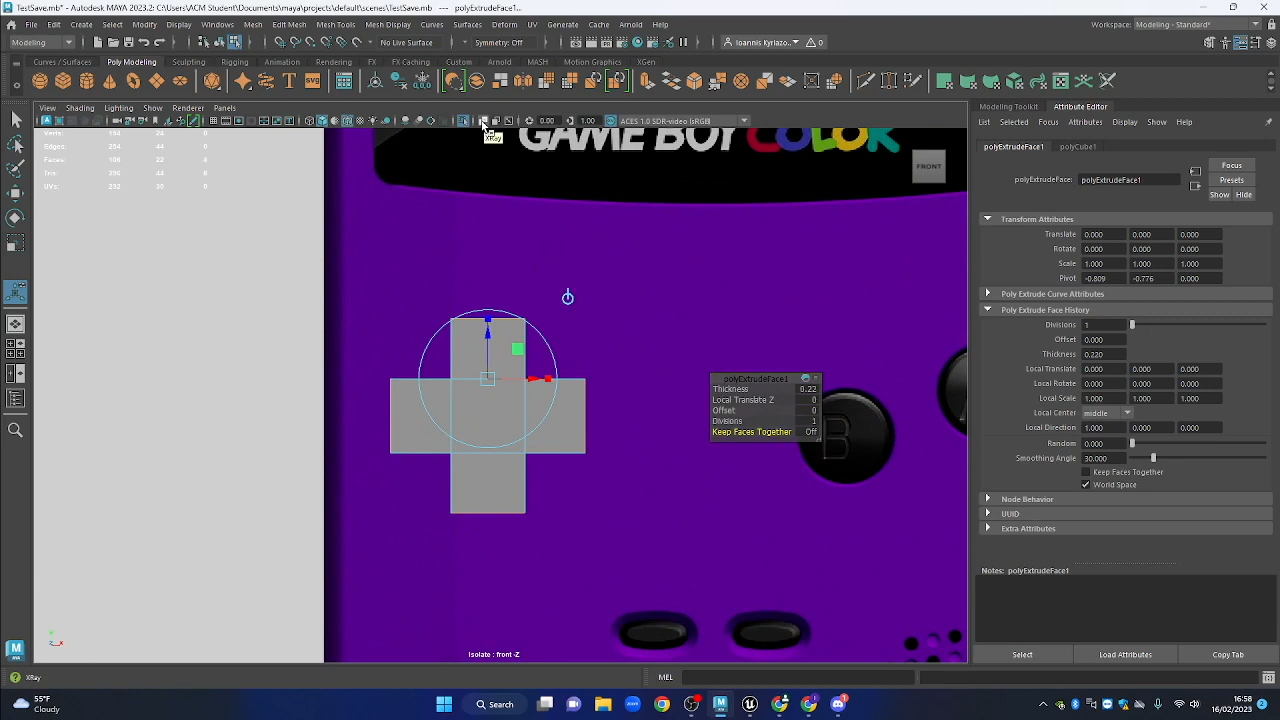 TestSave.mb* - Autodesk MAYA 2023.2: C:\Users\ACM Student\maya\projects\default\scenes\TestSave.mb --- polyExtrudeFace1...
File Edit Create Select Modify Display Windows Mesh Edit Mesh Mesh Tools Mesh Display Curves Surfaces Deform UV Generate Cache Arnold Help
Workspace: Modeling - Standard*
Modeling No Live Surface Symmetry: Off Ioannis Kyriazo.. 0
Curves / Surfaces Poly Modeling Sculpting Rigging Animation Rendering FX FX Caching Custom Arnold Bifrost MASH Motion Graphics XGen
SVG 0,0,0
View Shading Lighting Show Renderer Panels
Modeling Toolkit Attribute Editor
0.00 1.00 ACES 1.0 SDR-video (sRGB)
List Selected Focus Attributes Display Show Help
XRay
GAME BOY COLOR
FRONT
Verts: 154 24 0
polyExtrudeFace1 polyCube1
Focus
polyExtrudeFace: polyExtrudeFace1
Presets
Show Hide
Transform Attributes
Translate 0.000 0.000 0.000
Rotate 0.000 0.000 0.000
Scale 1.000 1.000 1.000
Pivot -0.809 -0.776 0.000
Poly Extrude Curve Attributes
Poly Extrude Face History
Divisions 1
Offset 0.000
Thickness 0.220
Local Translate 0.000 0.000 0.000
Local Rotate 0.000 0.000 0.000
Local Scale 1.000 1.000 1.000
Local Center middle
Local Direction 1.000 0.000 0.000
Random 0.000
Smoothing Angle 30.000
Keep Faces Together
World Space
Node Behavior
UUID
Extra Attributes
polyExtrudeFace1
Thickness 0.22
Local Translate Z 0
Offset 0
Divisions 1
Keep Faces Together Off
B
Notes: polyExtrudeFace1
Isolate : front -Z
Select Load Attributes Copy Tab
XRay
MEL
55°F
Cloudy
Search
16:58
16/02/2023